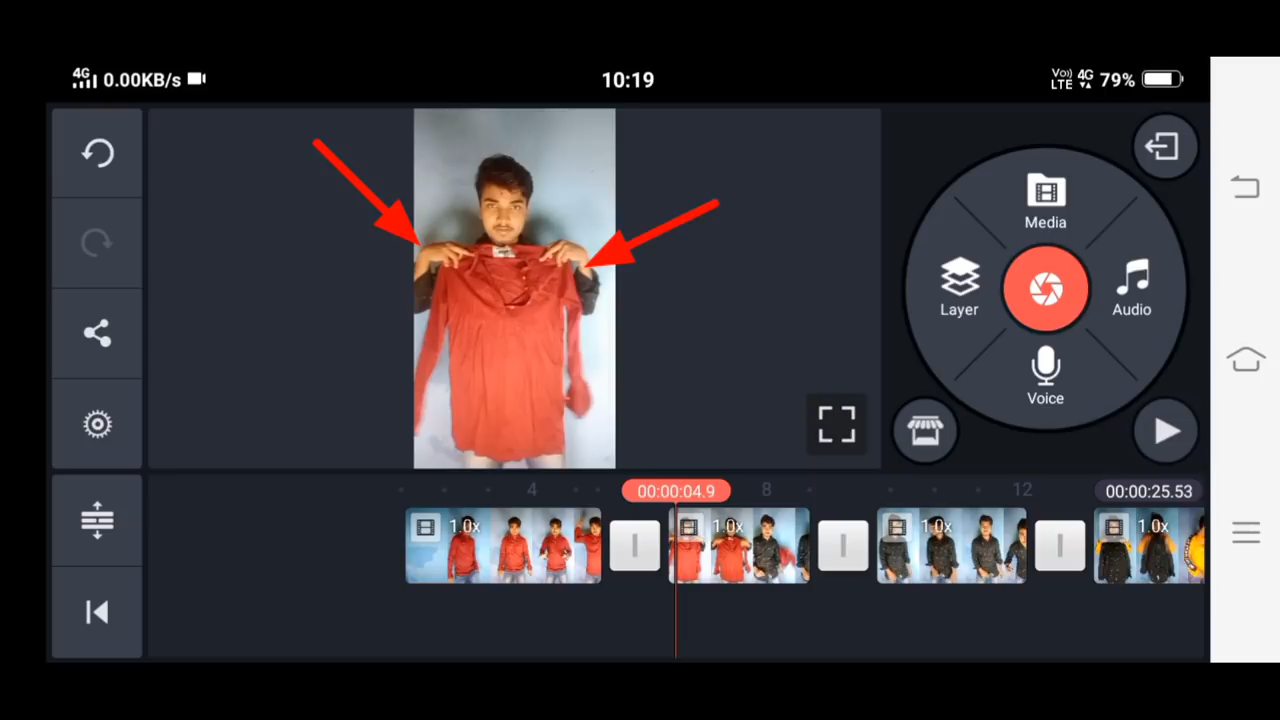 4G 0.00KB/s
10:19
Vo)) LTE 4G 79%
Media
Layer
Audio
Voice
4
00:00:04.9
8
12
00:00:25.53
1.0x
1.0x
1.0x
1.0x